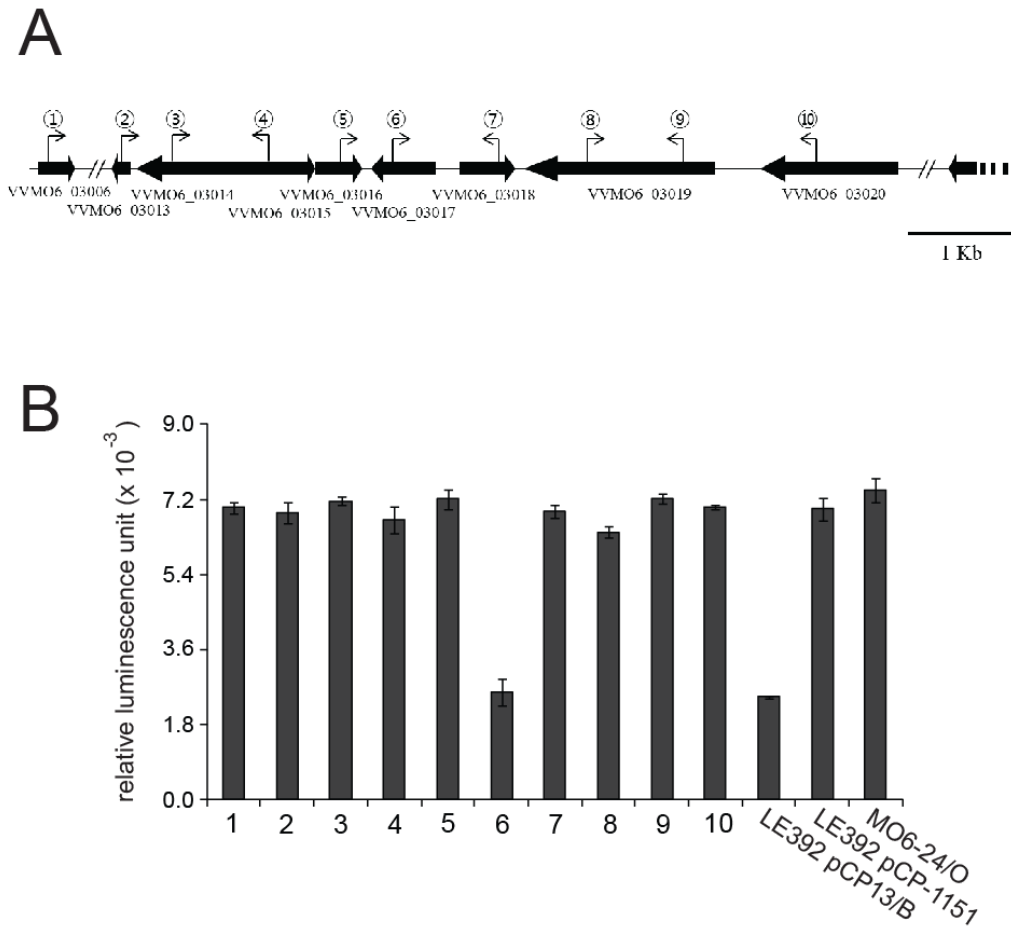 A
① ② ③ ④ ⑤ ⑥ ⑦ ⑧ ⑨ ⑩
VVMO6_03006 VVMO6_03014 VVMO6_03016 VVMO6_03018 VVMO6_03019 VVMO6_03020
VVMO6_03013 VVMO6_03015 VVMO6_03017
1 Kb
B
relative luminescence unit (x 10⁻³)
9.0
7.2
5.4
3.6
1.8
0.0
1 2 3 4 5 6 7 8 9 10
LE392 pCP13/B
LE392 pCP-1151
MO6-24/O